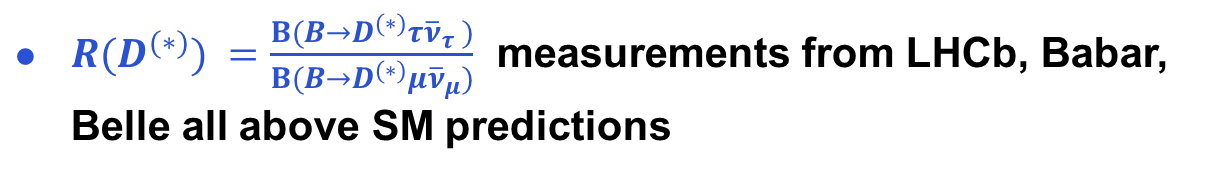 • R(D⁽*⁾) = B(B→D⁽*⁾τν̄_τ) / B(B→D⁽*⁾μν̄_μ) measurements from LHCb, Babar,
Belle all above SM predictions